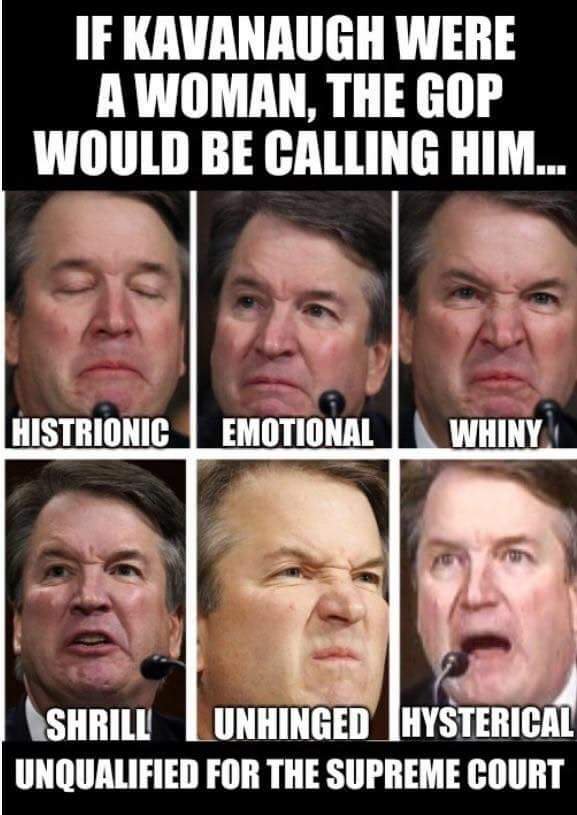 IF KAVANAUGH WERE
A WOMAN, THE GOP
WOULD BE CALLING HIM...
HISTRIONIC
EMOTIONAL
WHINY
SHRILL
UNHINGED
HYSTERICAL
UNQUALIFIED FOR THE SUPREME COURT